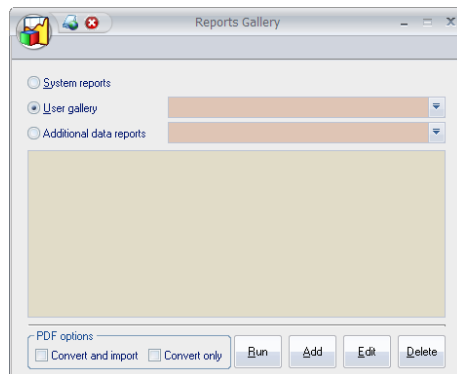 Reports Gallery
System reports
User gallery
Additional data reports
PDF options
Convert and import Convert only Run Add Edit Delete